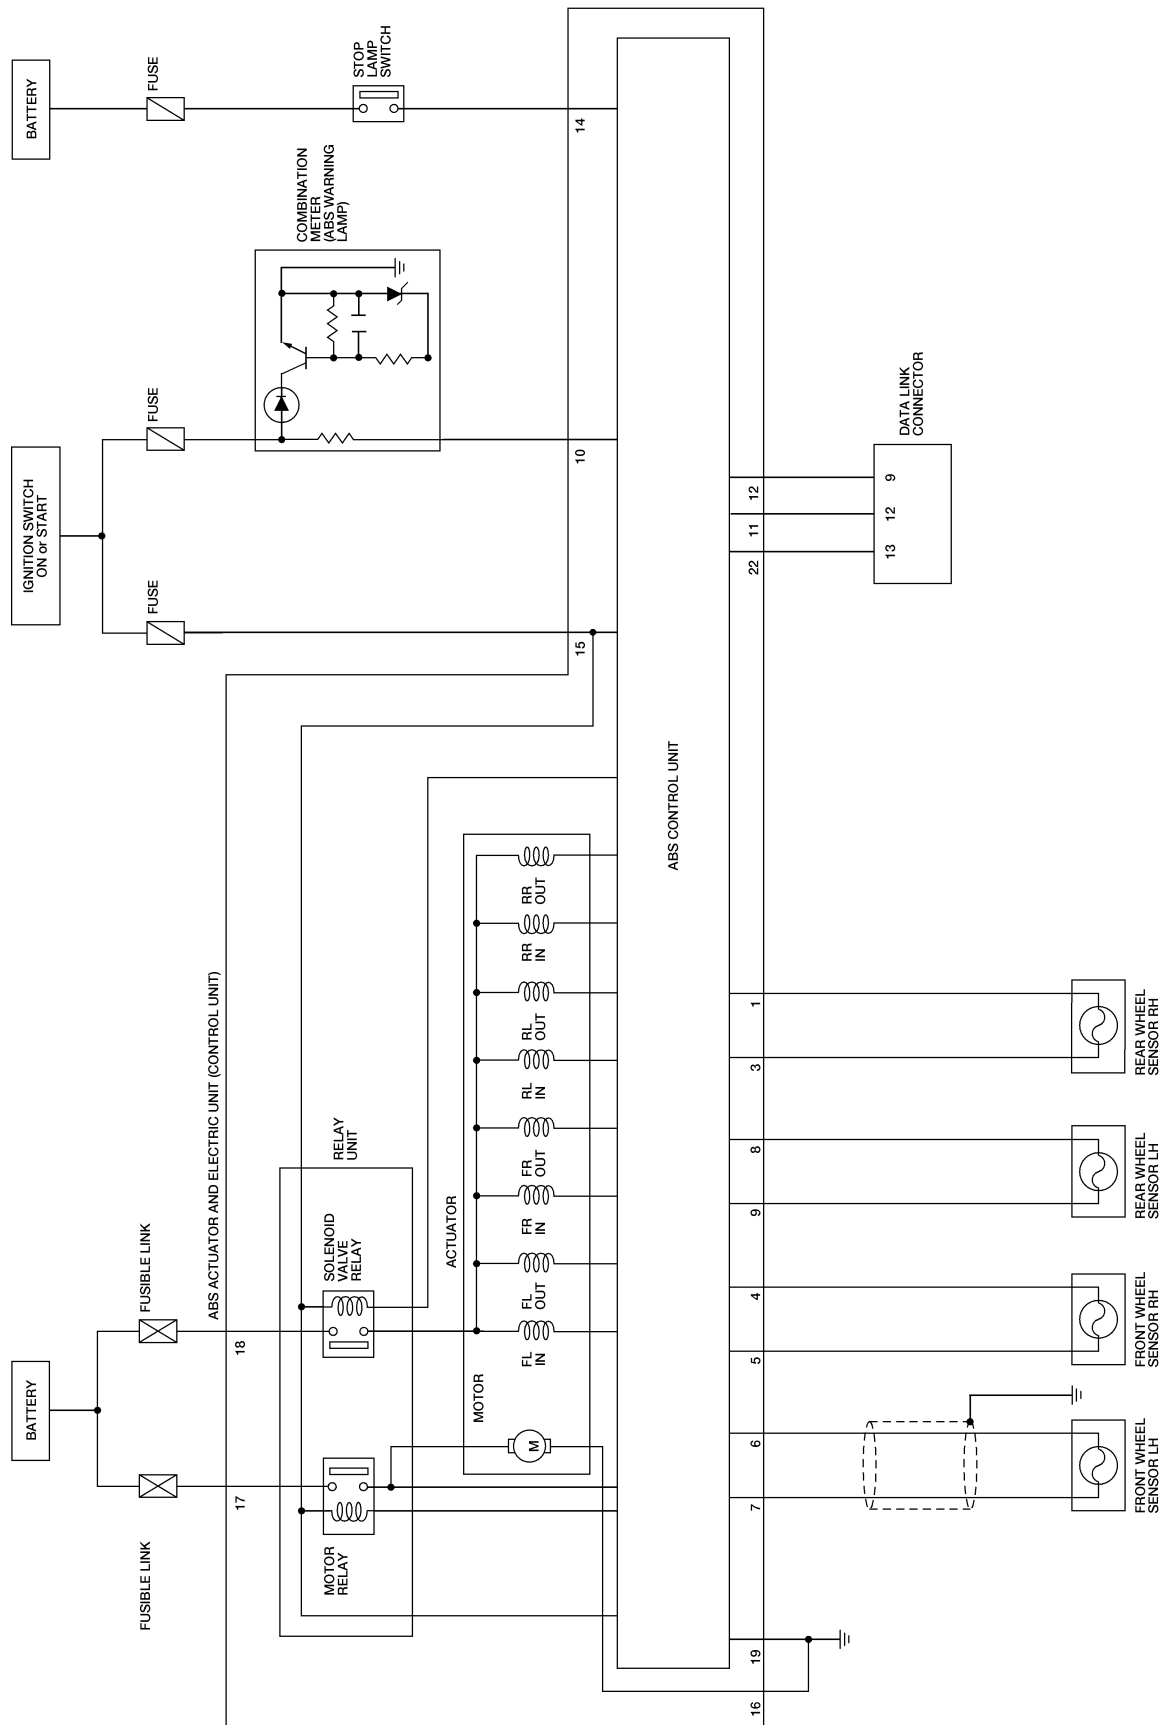 BATTERY
FUSIBLE LINK
FUSIBLE LINK
17
18
ABS ACTUATOR AND ELECTRIC UNIT (CONTROL UNIT)
MOTOR
RELAY
SOLENOID
VALVE
RELAY
RELAY
UNIT
MOTOR
M
ACTUATOR
FL
IN
FL
OUT
FR
IN
FR
OUT
RL
IN
RL
OUT
RR
IN
RR
OUT
IGNITION SWITCH
ON or START
FUSE
FUSE
15
10
COMBINATION
METER
(ABS WARNING
LAMP)
BATTERY
FUSE
STOP
LAMP
SWITCH
14
ABS CONTROL UNIT
16
19
7
6
5
4
9
8
3
1
22
11
12
13
12
9
DATA LINK
CONNECTOR
FRONT WHEEL
SENSOR LH
FRONT WHEEL
SENSOR RH
REAR WHEEL
SENSOR LH
REAR WHEEL
SENSOR RH